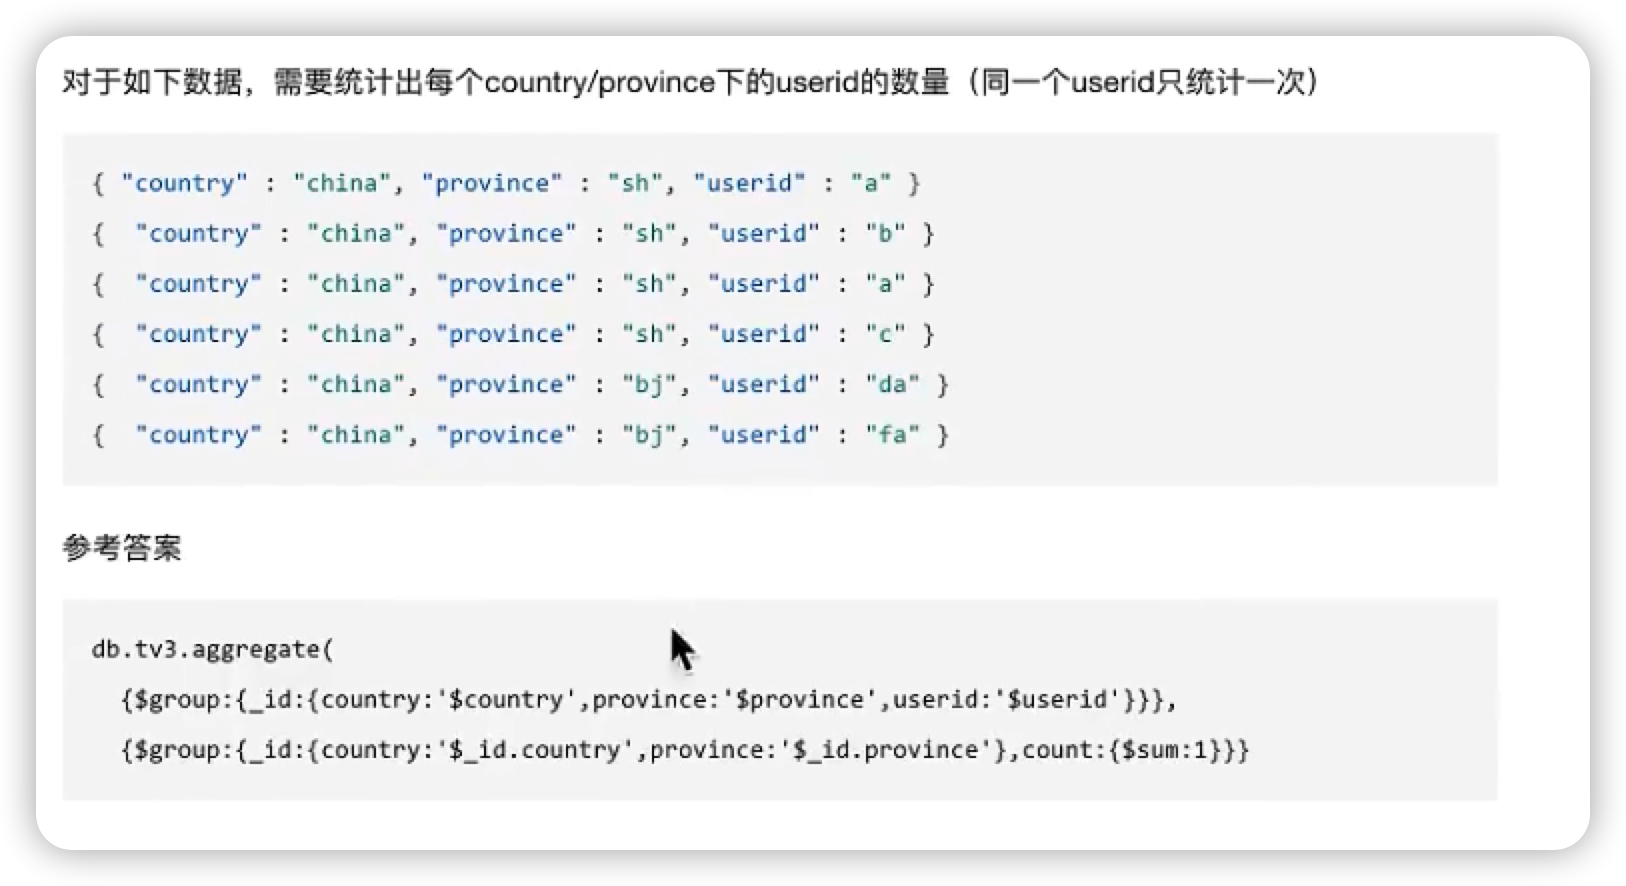 对于如下数据，需要统计出每个country/province下的userid的数量（同一个userid只统计一次）
{ "country" : "china", "province" : "sh", "userid" : "a" }
{  "country" : "china", "province" : "sh", "userid" : "b" }
{  "country" : "china", "province" : "sh", "userid" : "a" }
{  "country" : "china", "province" : "sh", "userid" : "c" }
{  "country" : "china", "province" : "bj", "userid" : "da" }
{  "country" : "china", "province" : "bj", "userid" : "fa" }
参考答案
db.tv3.aggregate(
  {$group:{_id:{country:'$country',province:'$province',userid:'$userid'}}},
  {$group:{_id:{country:'$_id.country',province:'$_id.province'},count:{$sum:1}}}